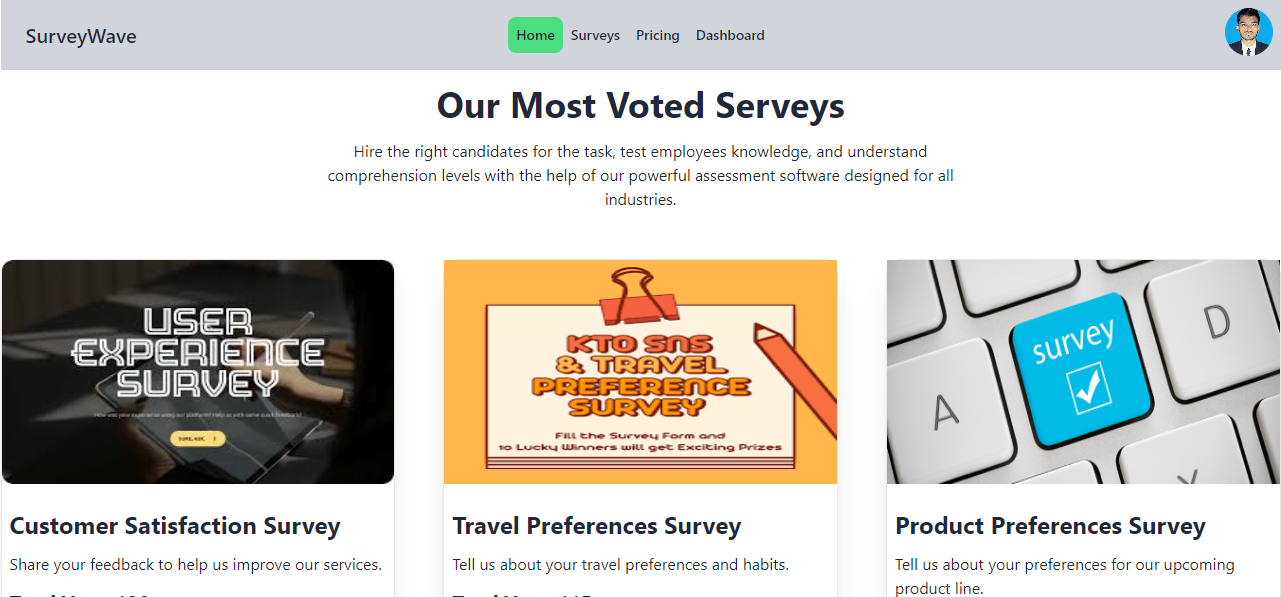 SurveyWave
Home Surveys Pricing Dashboard
Our Most Voted Serveys
Hire the right candidates for the task, test employees knowledge, and understand
comprehension levels with the help of our powerful assessment software designed for all
industries.
USER
EXPERIENCE
SURVEY
How was your experience using our platform? Help us with some quick feedback!
KTO SNS
& TRAVEL
PREFERENCE
SURVEY
Fill the Survey Form and
10 Lucky Winners will get Exciting Prizes
survey
A
D
Customer Satisfaction Survey
Share your feedback to help us improve our services.
Travel Preferences Survey
Tell us about your travel preferences and habits.
Product Preferences Survey
Tell us about your preferences for our upcoming
product line.